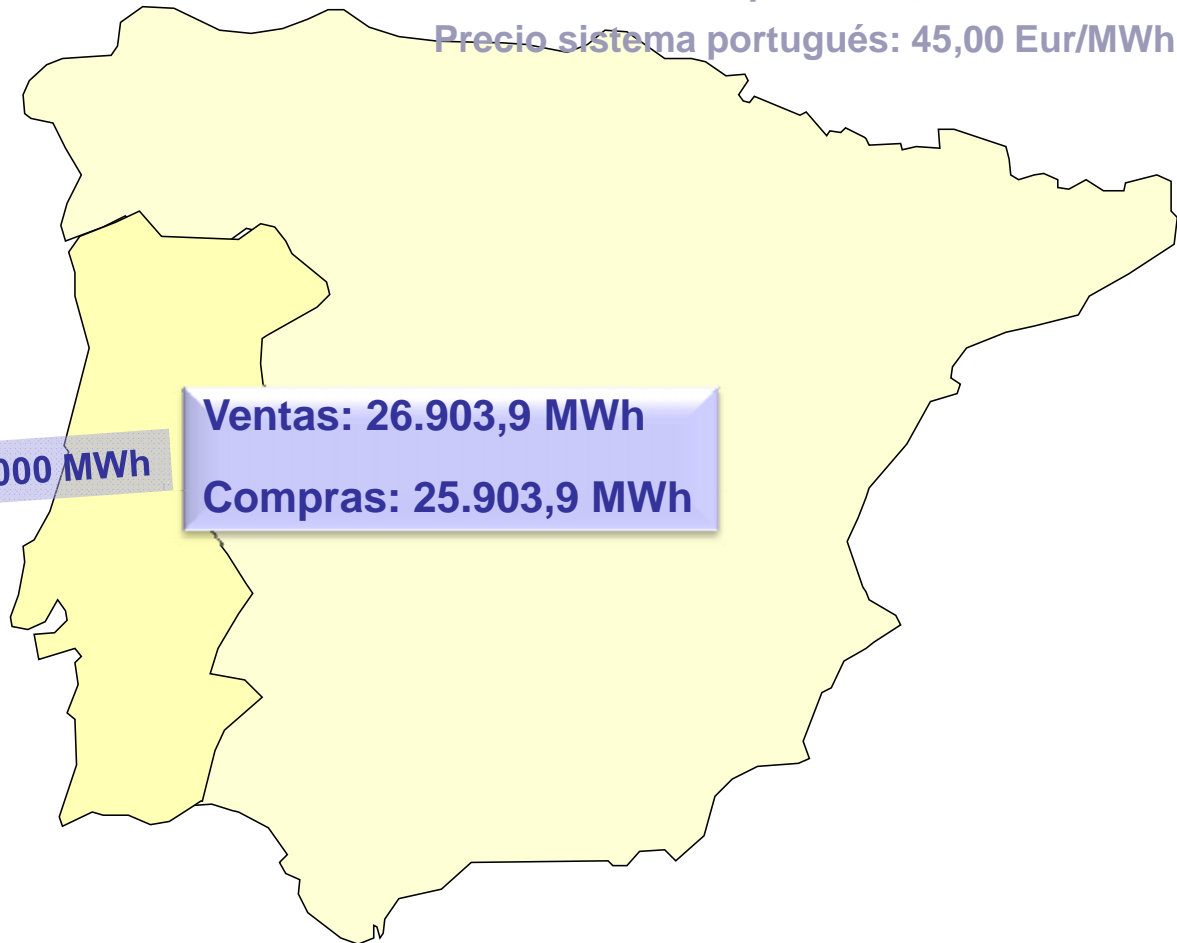 Precio sistema portugués: 45,00 Eur/MWh
Ventas: 26.903,9 MWh
000 MWh
Compras: 25.903,9 MWh